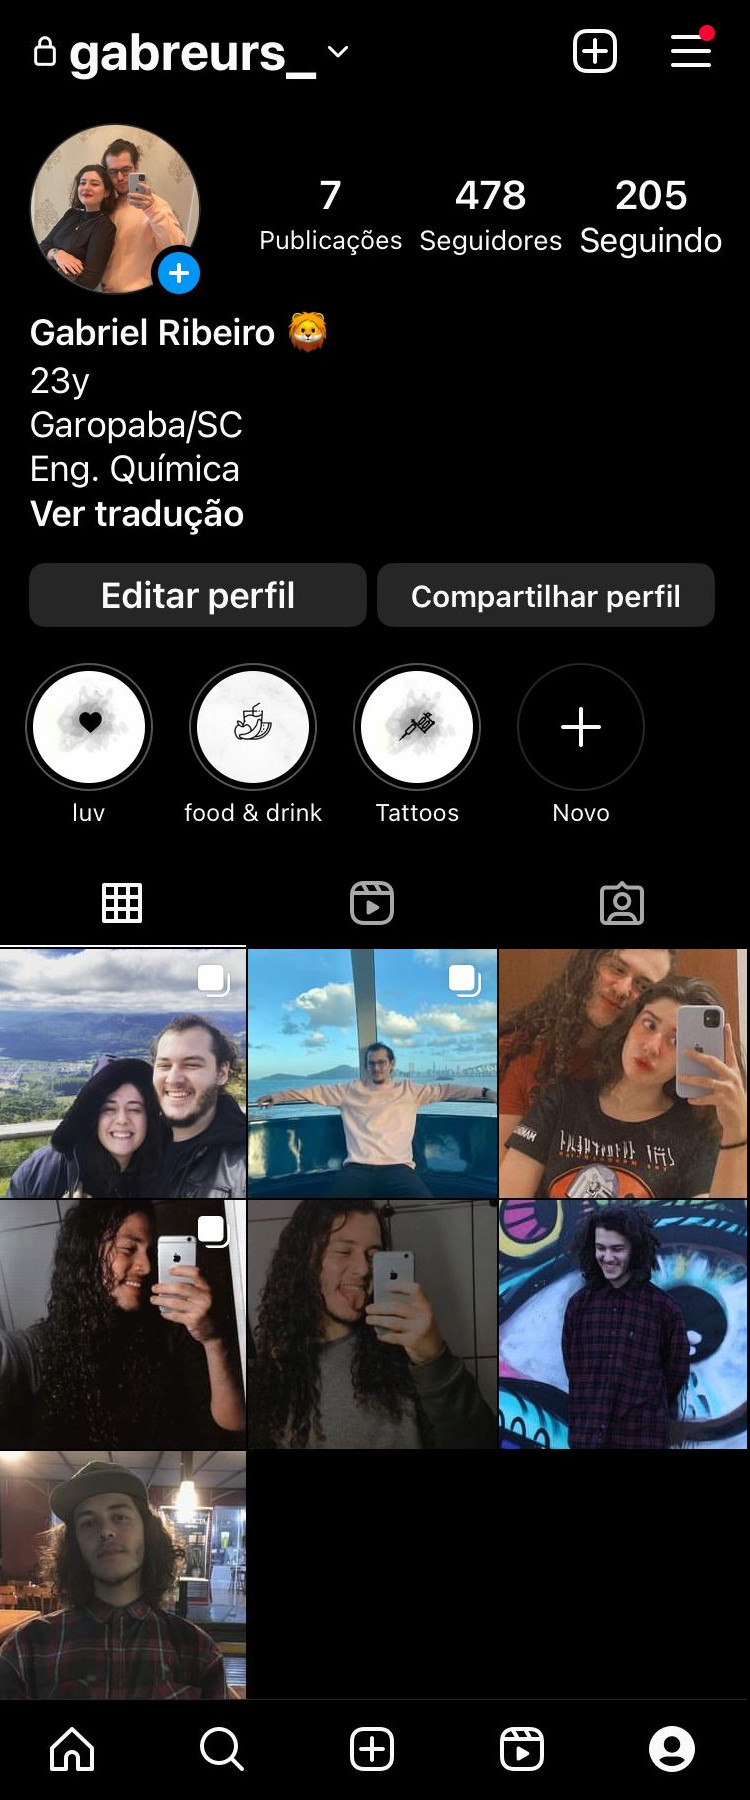 gabreurs_
7 478 205
Publicações Seguidores Seguindo
Gabriel Ribeiro 🦁
23y
Garopaba/SC
Eng. Química
Ver tradução
Editar perfil Compartilhar perfil
luv food & drink Tattoos Novo